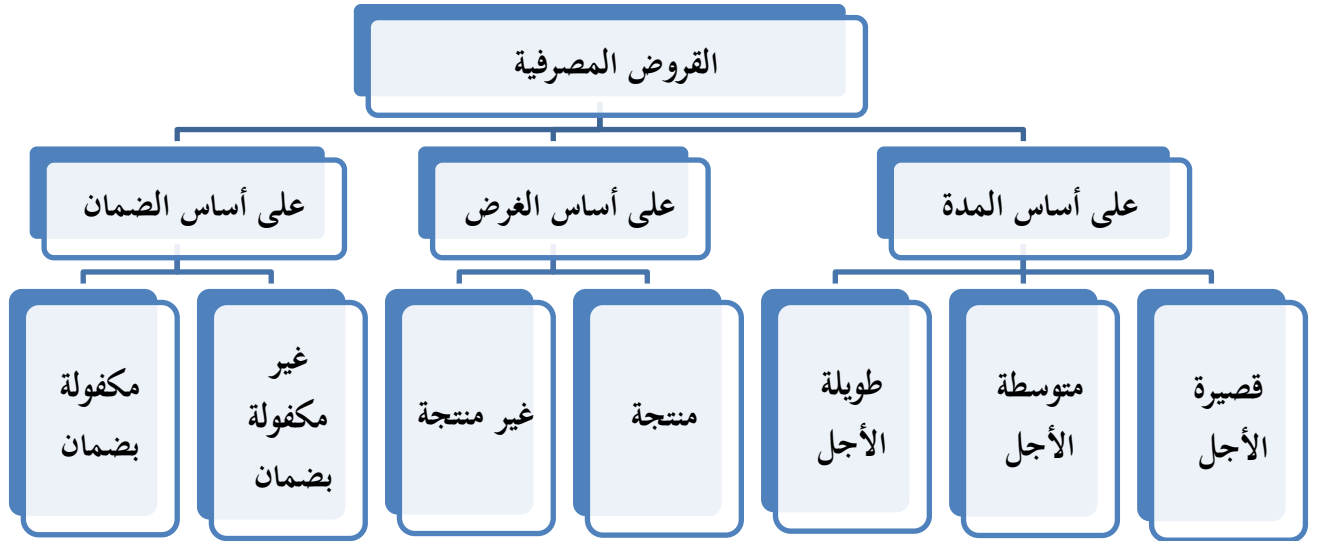 القروض المصرفية
على أساس المدة
على أساس الغرض
على أساس الضمان
قصيرة
الأجل
متوسطة
الأجل
طويلة
الأجل
منتجة
غير منتجة
غير
مكفولة
بضمان
مكفولة
بضمان